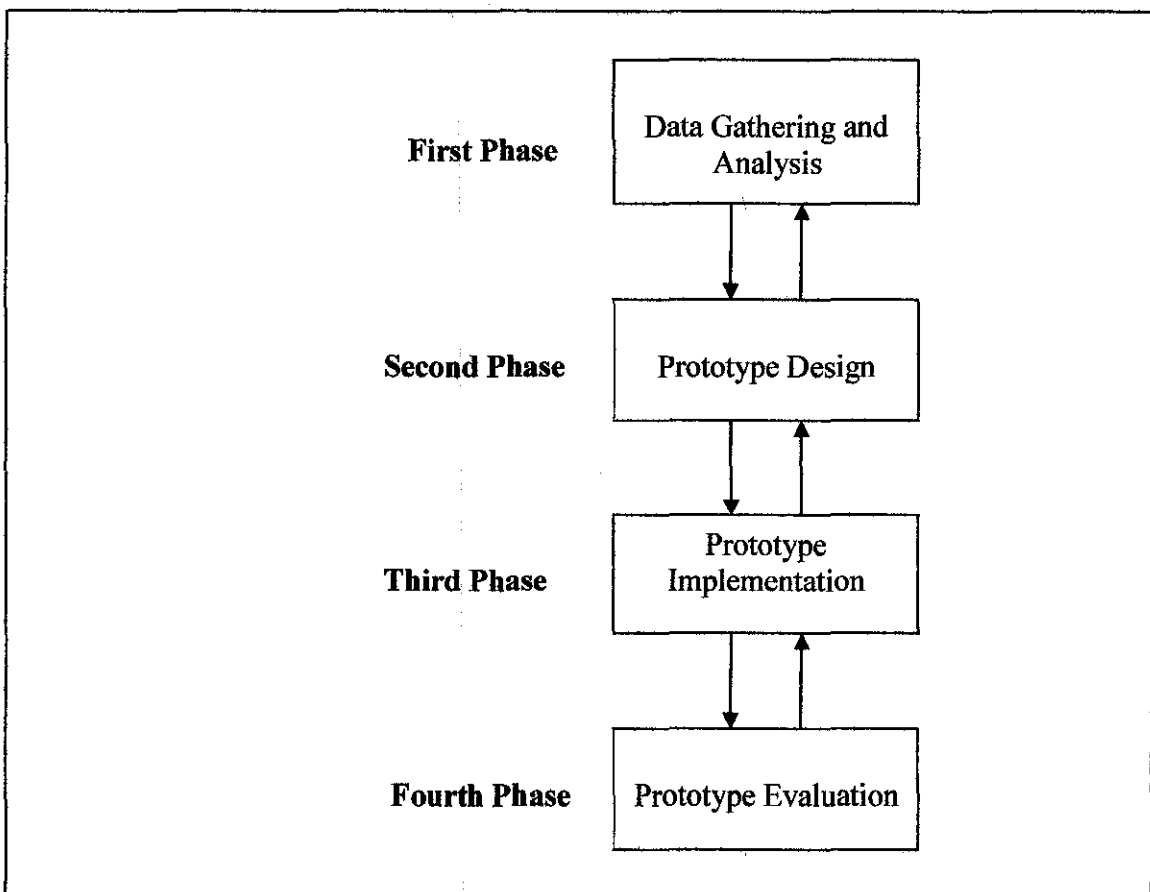 First Phase
Data Gathering and
Analysis
Second Phase
Prototype Design
Third Phase
Prototype
Implementation
Fourth Phase
Prototype Evaluation